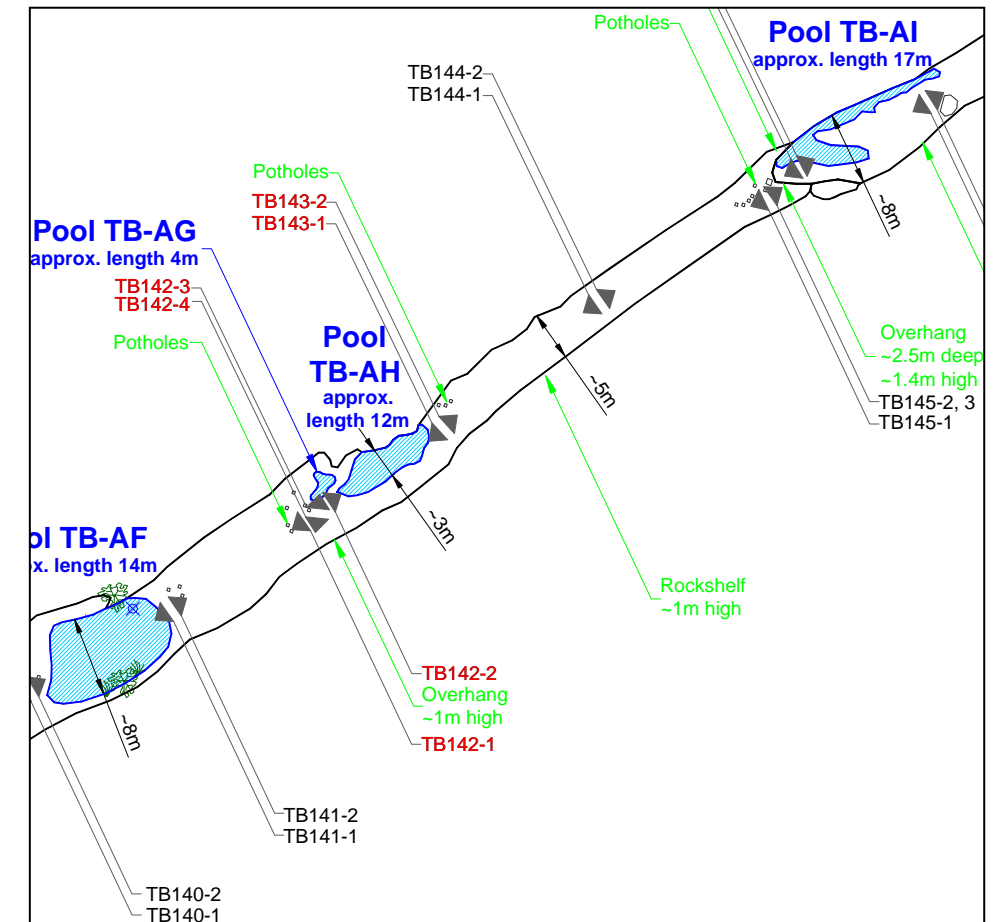 Potholes
Pool TB-AI
approx. length 17m
TB144-2
TB144-1
Potholes
TB143-2
TB143-1
~8m
Pool TB-AG
approx. length 4m
TB142-3
TB142-4
Potholes
Pool
TB-AH
approx.
length 12m
Overhang
~2.5m deep
~1.4m high
TB145-2, 3
TB145-1
~5m
~3m
ol TB-AF
x. length 14m
Rockshelf
~1m high
TB142-2
Overhang
~1m high
TB142-1
~8m
TB141-2
TB141-1
TB140-2
TB140-1